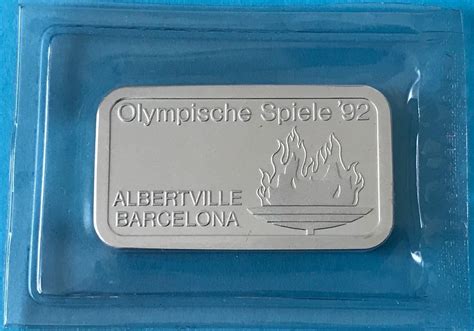 Olympische Spiele '92
ALBERTVILLE
BARCELONA